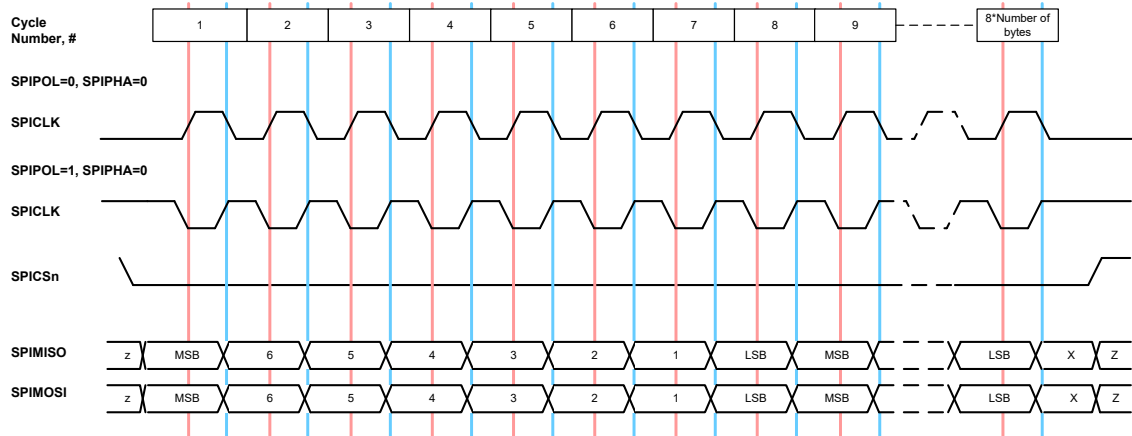 Cycle
Number, #
1 2 3 4 5 6 7 8 9 8*Number of
bytes
SPIPOL=0, SPIPHA=0
SPICLK
SPIPOL=1, SPIPHA=0
SPICLK
SPICSn
SPIMISO z MSB 6 5 4 3 2 1 LSB MSB LSB X Z
SPIMOSI z MSB 6 5 4 3 2 1 LSB MSB LSB X Z